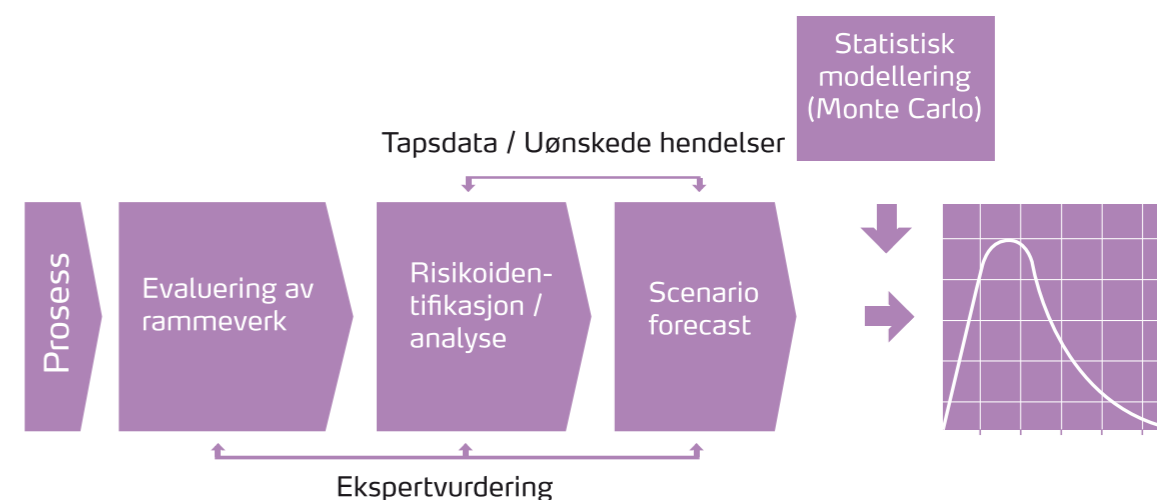 Statistisk
modellering
(Monte Carlo)
Tapsdata / Uønskede hendelser
Prosess
Evaluering av
rammeverk
Risikoiden-
tifikasjon /
analyse
Scenario
forecast
Ekspertvurdering